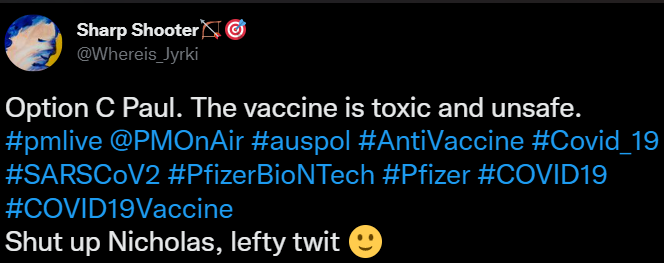 Sharp Shooter🏹🎯
@Whereis_Jyrki
Option C Paul. The vaccine is toxic and unsafe.
#pmlive @PMOnAir #auspol #AntiVaccine #Covid_19
#SARSCoV2 #PfizerBioNTech #Pfizer #COVID19
#COVID19Vaccine
Shut up Nicholas, lefty twit 🙂